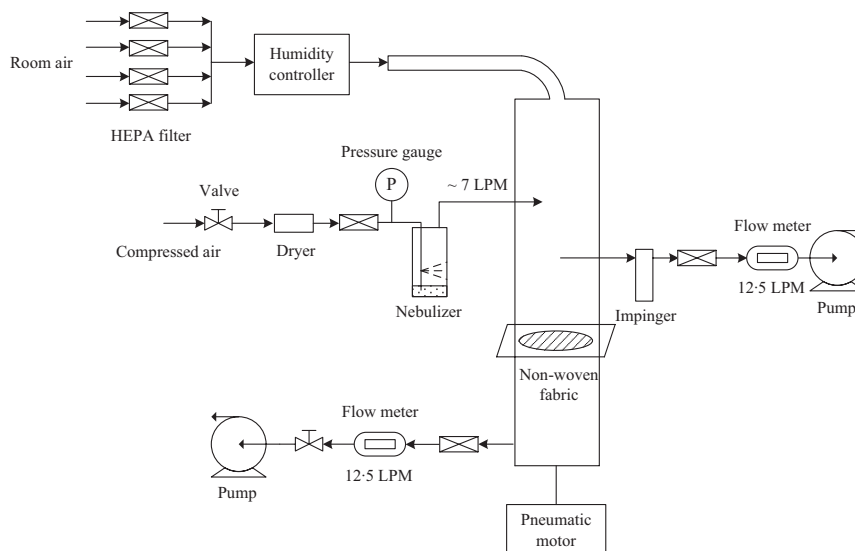 Room air
HEPA filter
Humidity
controller
Pressure gauge
P
~ 7 LPM
Valve
Compressed air
Dryer
Nebulizer
Flow meter
12·5 LPM
Impinger
Pump
Non-woven
fabric
Flow meter
12·5 LPM
Pump
Pneumatic
motor